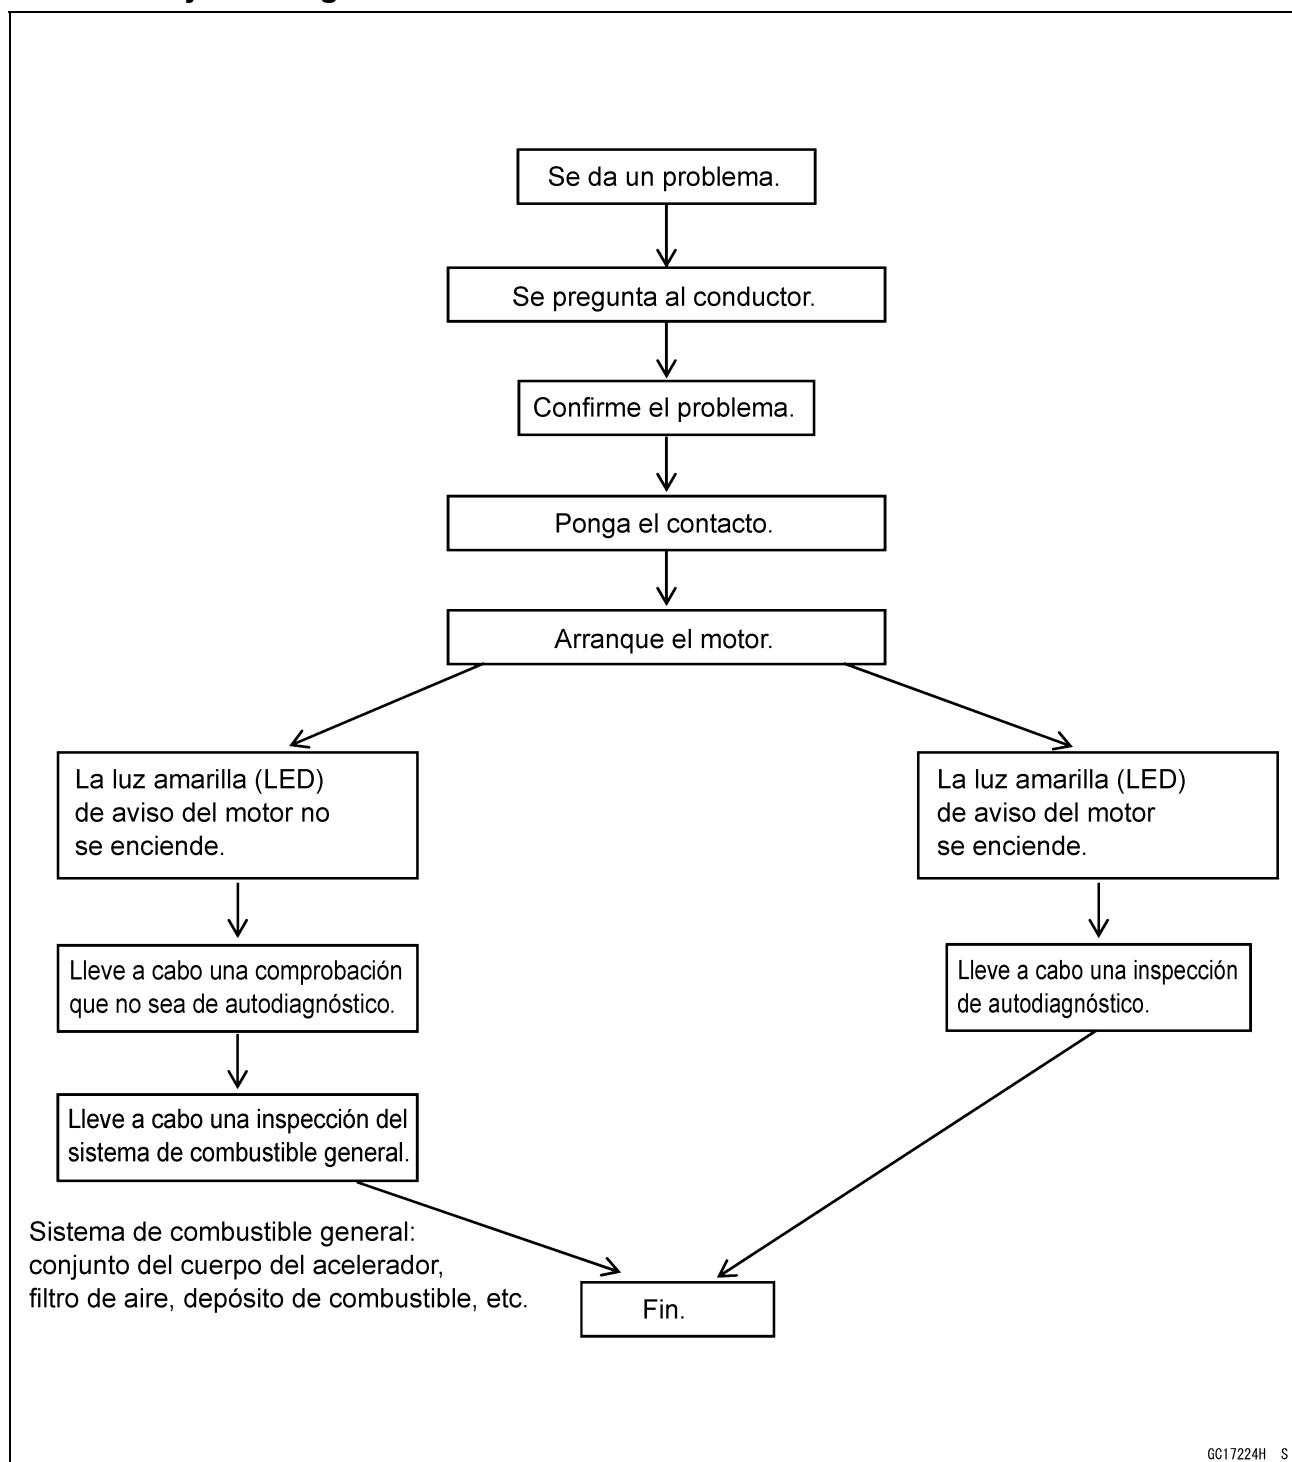 Se da un problema.
Se pregunta al conductor.
Confirme el problema.
Ponga el contacto.
Arranque el motor.
La luz amarilla (LED)
de aviso del motor no
se enciende.
La luz amarilla (LED)
de aviso del motor
se enciende.
Lleve a cabo una comprobación
que no sea de autodiagnóstico.
Lleve a cabo una inspección
de autodiagnóstico.
Lleve a cabo una inspección del
sistema de combustible general.
Sistema de combustible general:
conjunto del cuerpo del acelerador,
filtro de aire, depósito de combustible, etc.
Fin.
GC17224H S